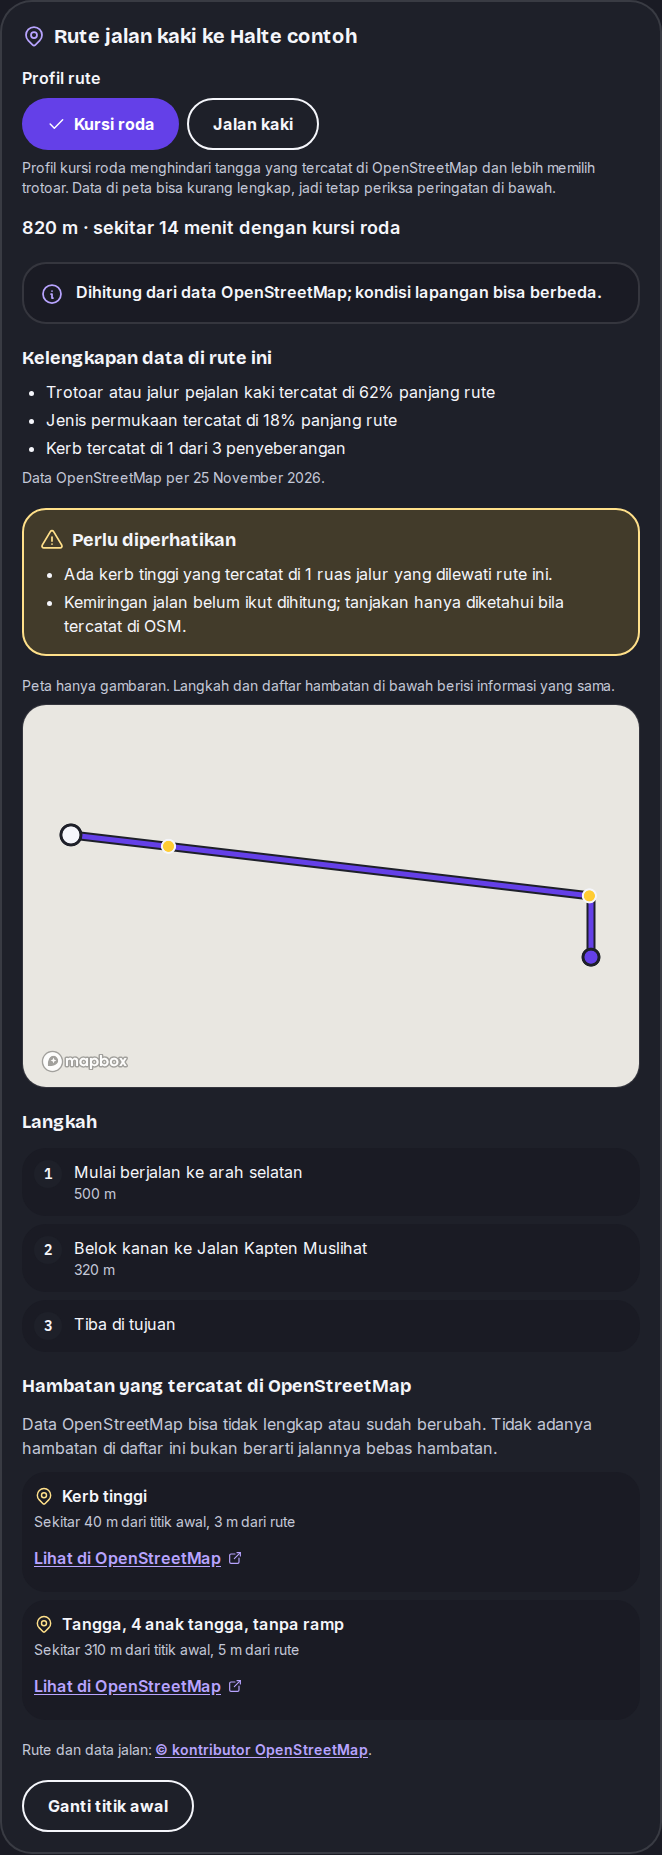 Rute jalan kaki ke Halte contoh
Profil rute
Kursi roda
Jalan kaki
Profil kursi roda menghindari tangga yang tercatat di OpenStreetMap dan lebih memilih
trotoar. Data di peta bisa kurang lengkap, jadi tetap periksa peringatan di bawah.
820 m · sekitar 14 menit dengan kursi roda
Dihitung dari data OpenStreetMap; kondisi lapangan bisa berbeda.
Kelengkapan data di rute ini
• Trotoar atau jalur pejalan kaki tercatat di 62% panjang rute
• Jenis permukaan tercatat di 18% panjang rute
• Kerb tercatat di 1 dari 3 penyeberangan
Data OpenStreetMap per 25 November 2026.
Perlu diperhatikan
• Ada kerb tinggi yang tercatat di 1 ruas jalur yang dilewati rute ini.
• Kemiringan jalan belum ikut dihitung; tanjakan hanya diketahui bila
tercatat di OSM.
Peta hanya gambaran. Langkah dan daftar hambatan di bawah berisi informasi yang sama.
mapbox
Langkah
1 Mulai berjalan ke arah selatan
500 m
2 Belok kanan ke Jalan Kapten Muslihat
320 m
3 Tiba di tujuan
Hambatan yang tercatat di OpenStreetMap
Data OpenStreetMap bisa tidak lengkap atau sudah berubah. Tidak adanya
hambatan di daftar ini bukan berarti jalannya bebas hambatan.
Kerb tinggi
Sekitar 40 m dari titik awal, 3 m dari rute
Lihat di OpenStreetMap
Tangga, 4 anak tangga, tanpa ramp
Sekitar 310 m dari titik awal, 5 m dari rute
Lihat di OpenStreetMap
Rute dan data jalan: © kontributor OpenStreetMap.
Ganti titik awal